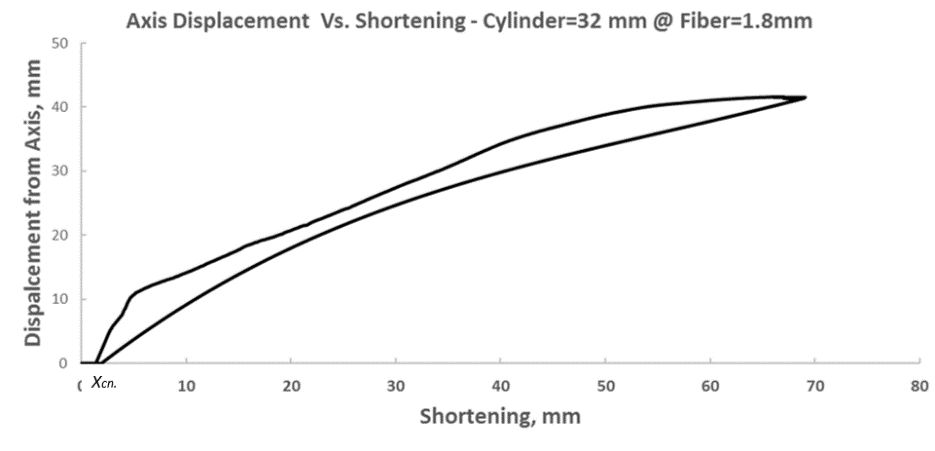 Axis Displacement  Vs. Shortening - Cylinder=32 mm @ Fiber=1.8mm
Dispalcement from Axis, mm
50
40
30
20
10
0
Xcn. 10 20 30 40 50 60 70 80
Shortening, mm